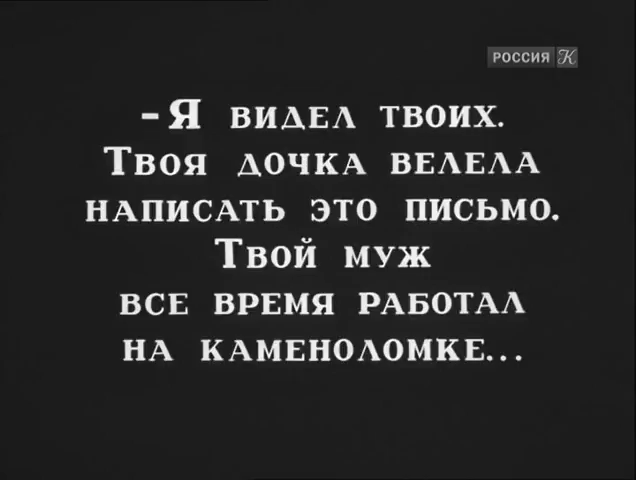 РОССИЯ К
-Я ВИДЕЛ ТВОИХ.
ТВОЯ ДОЧКА ВЕЛЕЛА
НАПИСАТЬ ЭТО ПИСЬМО.
ТВОЙ МУЖ
ВСЕ ВРЕМЯ РАБОТАЛ
НА КАМЕНОЛОМКЕ...